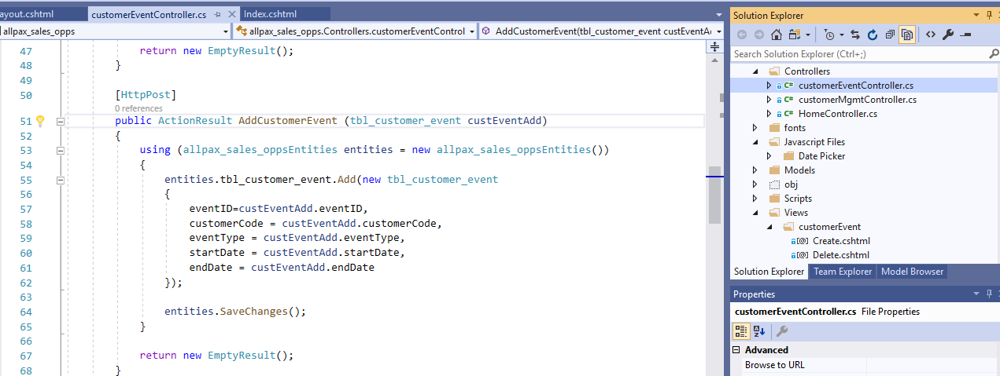 ayout.cshtml customerEventController.cs Index.cshtml
allpax_sales_opps allpax_sales_opps.Controllers.customerEventControl AddCustomerEvent(tbl_customer_event custEventAd
47 return new EmptyResult();
48 }
49
50 [HttpPost]
0 references
51 public ActionResult AddCustomerEvent (tbl_customer_event custEventAdd)
52 {
53 using (allpax_sales_oppsEntities entities = new allpax_sales_oppsEntities())
54 {
55 entities.tbl_customer_event.Add(new tbl_customer_event
56 {
57 eventID=custEventAdd.eventID,
58 customerCode = custEventAdd.customerCode,
59 eventType = custEventAdd.eventType,
60 startDate = custEventAdd.startDate,
61 endDate = custEventAdd.endDate
62 });
63
64 entities.SaveChanges();
65 }
66
67 return new EmptyResult();
68 }
Solution Explorer
Search Solution Explorer (Ctrl+;)
Controllers
C# customerEventController.cs
C# customerMgmtController.cs
C# HomeController.cs
fonts
Javascript Files
Date Picker
Models
obj
Scripts
Views
customerEvent
[@] Create.cshtml
[@] Delete.cshtml
Solution Explorer Team Explorer Model Browser
Properties
customerEventController.cs File Properties
Advanced
Browse to URL